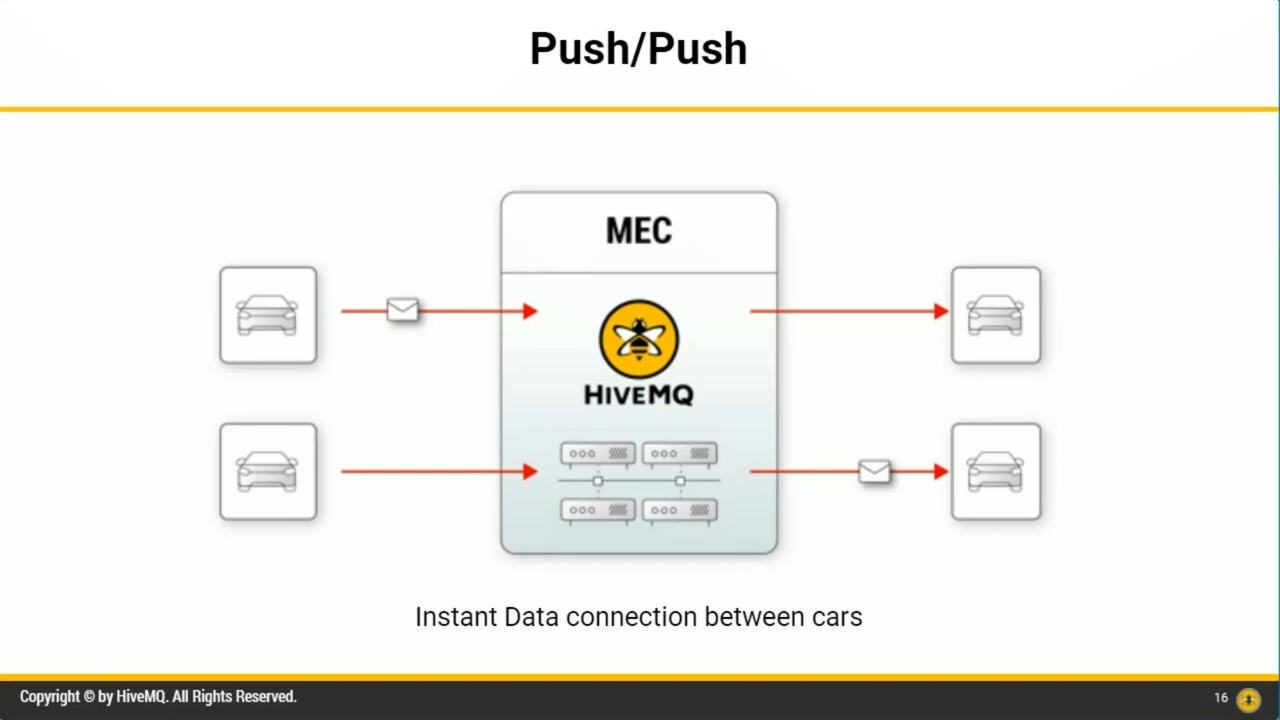 Push/Push
MEC
HIVEMQ
Instant Data connection between cars
Copyright © by HiveMQ. All Rights Reserved.
16